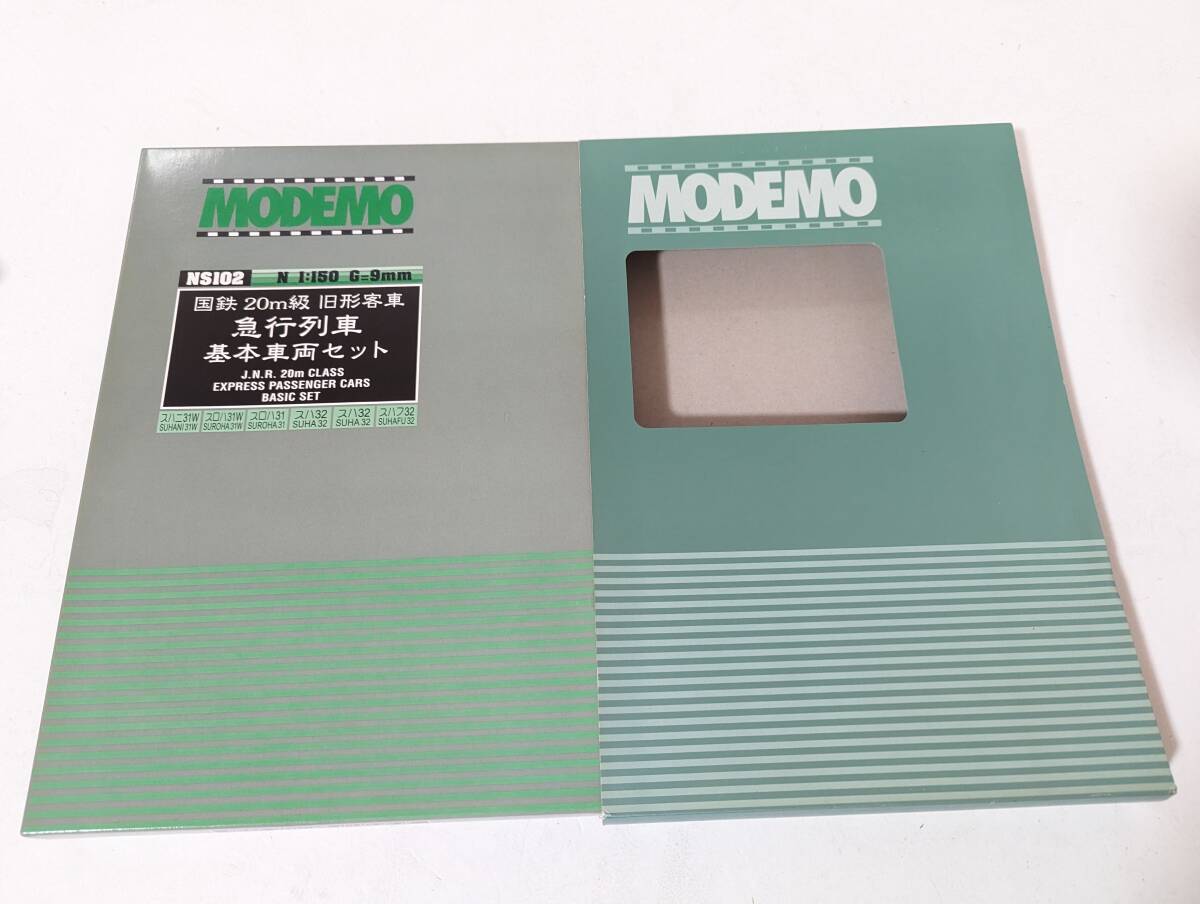 MODEMO
NS102 N 1:150 G=9mm
国鉄 20m級 旧形客車
急行列車
基本車両セット
J.N.R. 20m CLASS
EXPRESS PASSENGER CARS
BASIC SET
スハニ31W スロハ31W スロハ31 スハ32 スハ32 スハフ32
SUHANI31W SUROHA31W SUROHA31 SUHA32 SUHA32 SUHAFU32
MODEMO